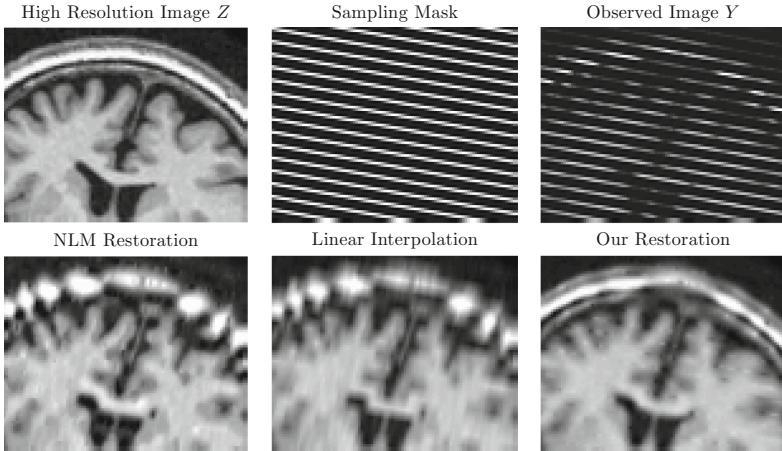 High Resolution Image Z
Sampling Mask
Observed Image Y
NLM Restoration
Linear Interpolation
Our Restoration